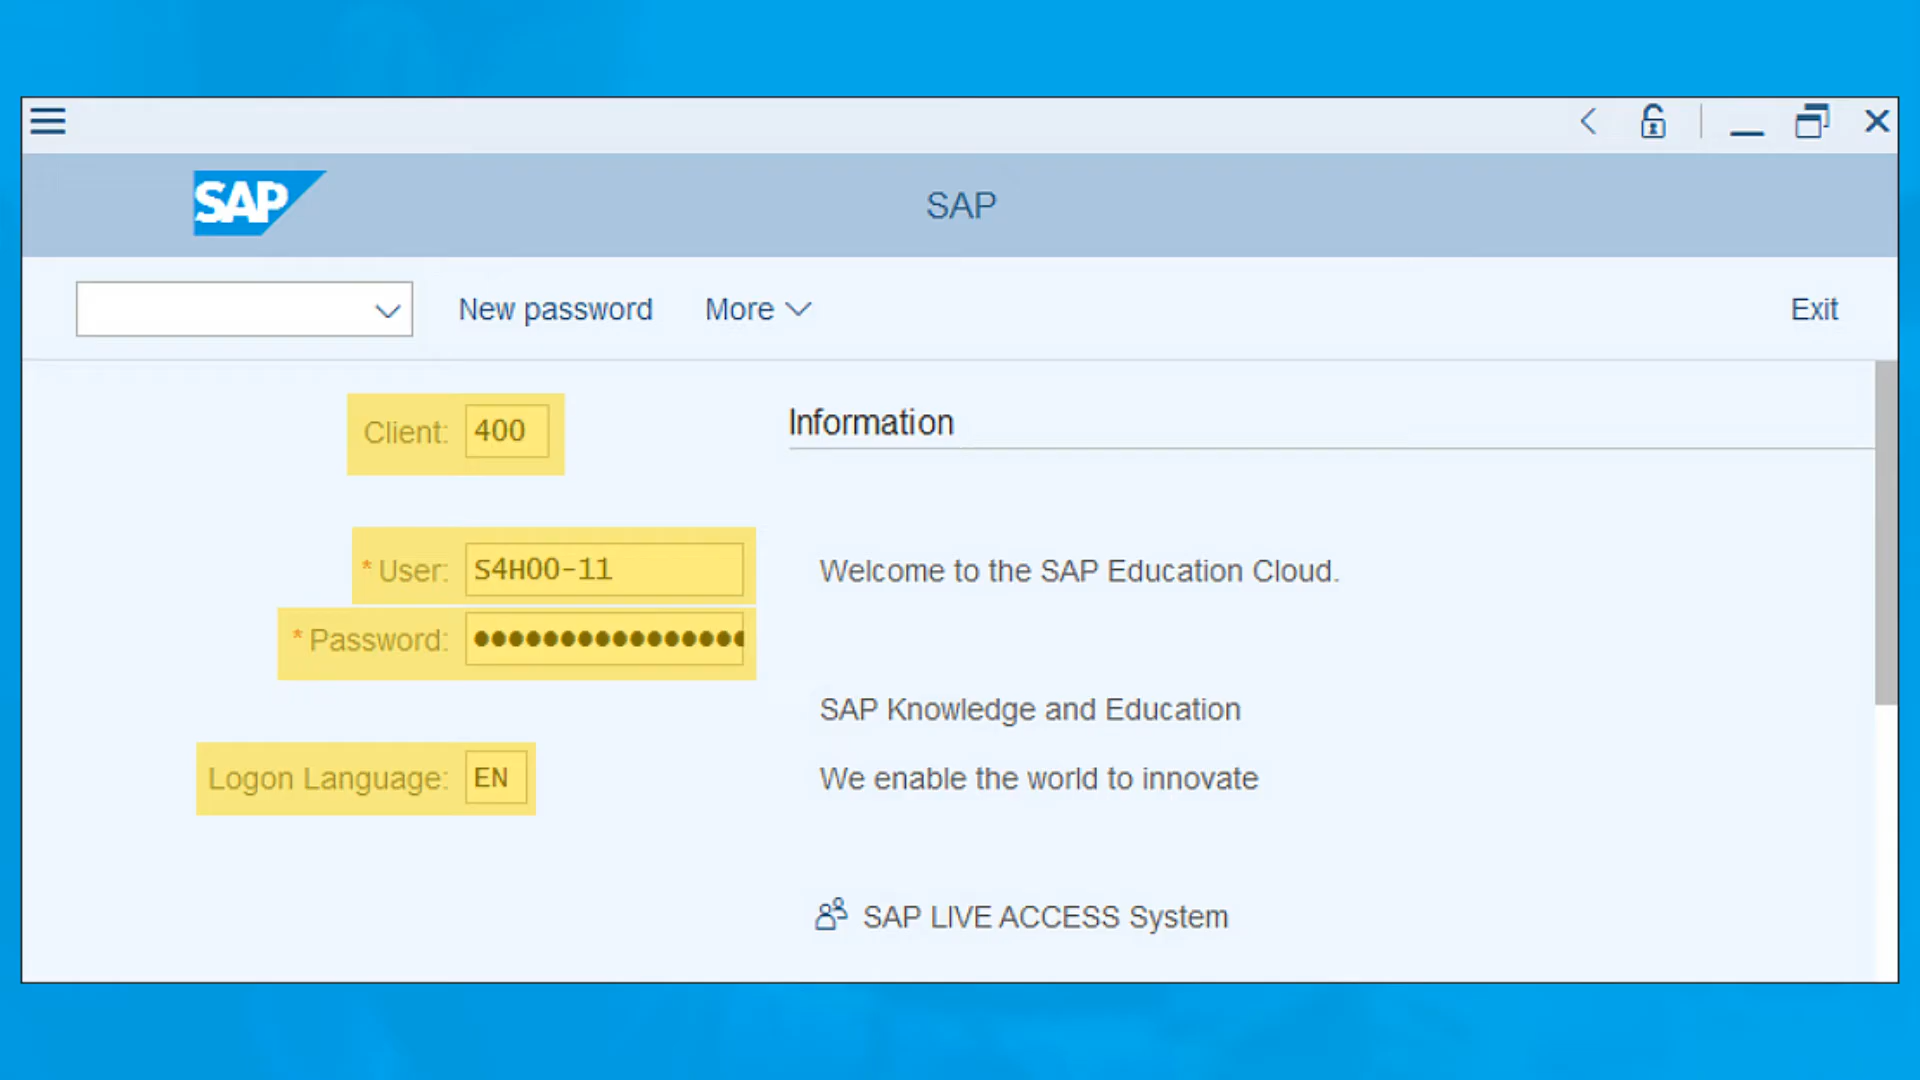 SAP
SAP
New password More Exit
Client: 400
Information
* User: S4H00-11
Welcome to the SAP Education Cloud.
* Password: ●●●●●●●●●●●●●●●●
SAP Knowledge and Education
Logon Language: EN
We enable the world to innovate
SAP LIVE ACCESS System